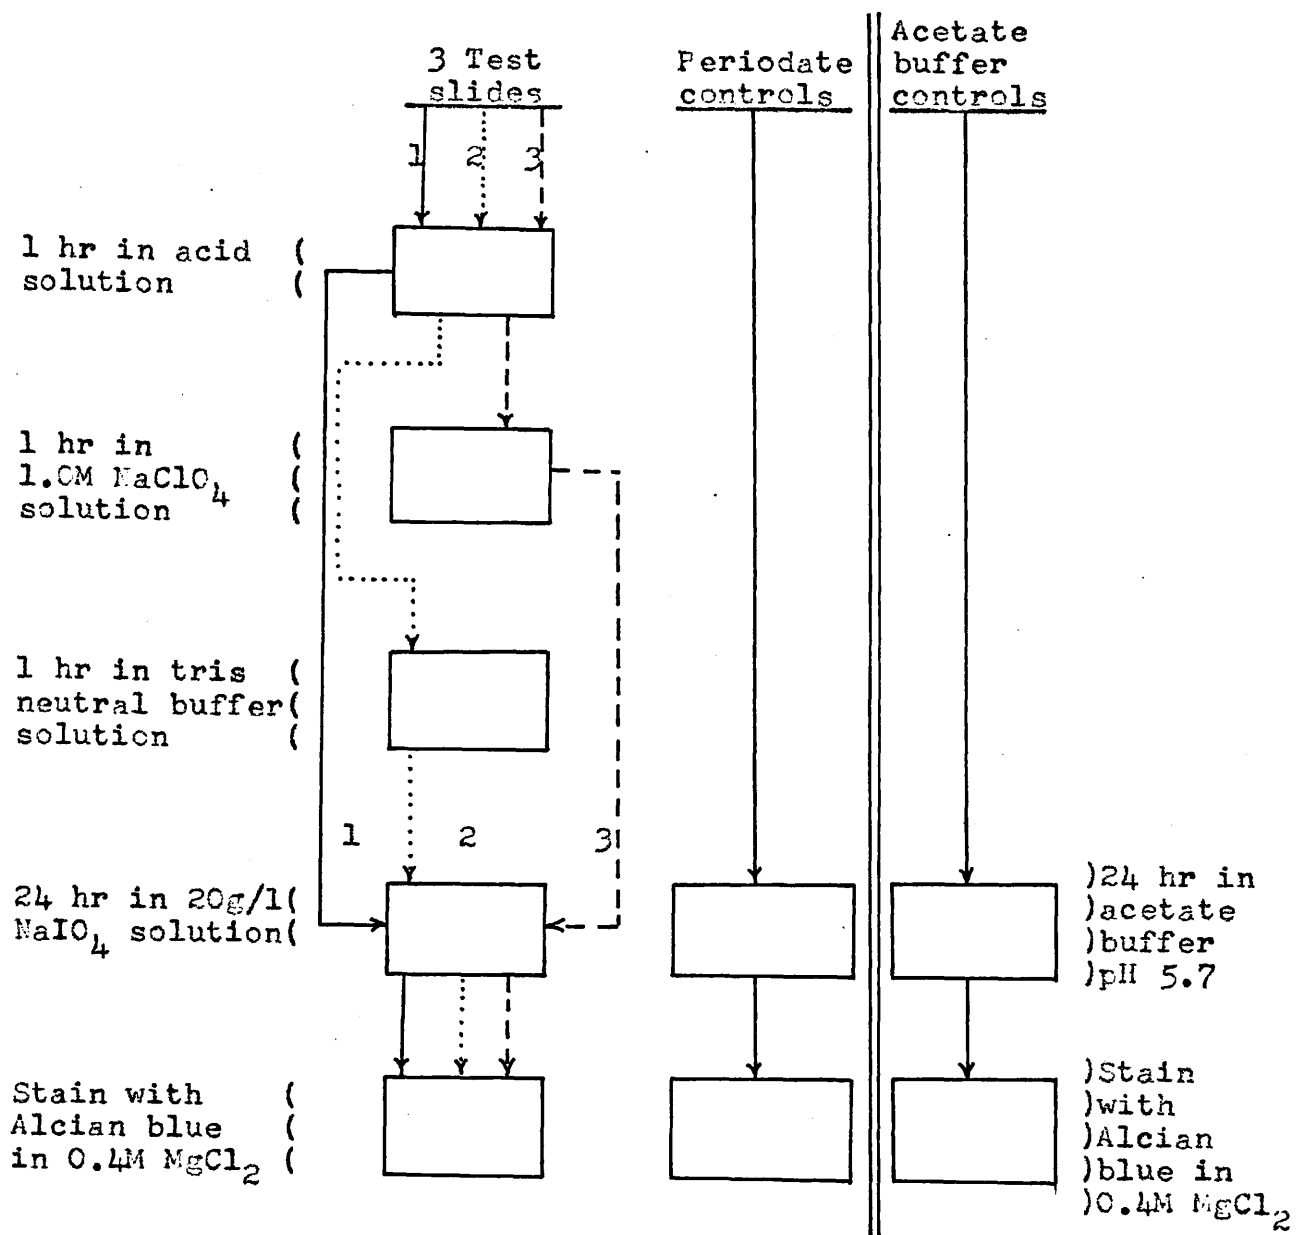 3 Test
slides
Periodate
controls
Acetate
buffer
controls
1 2 3
1 hr in acid (
solution (
1 hr in (
1.0M NaClO4 (
solution (
1 hr in tris (
neutral buffer(
solution (
1 2 3
24 hr in 20g/l(
NaIO4 solution(
)24 hr in
)acetate
)buffer
)pH 5.7
Stain with (
Alcian blue (
in 0.4M MgCl2 (
)Stain
)with
)Alcian
)blue in
)0.4M MgCl2